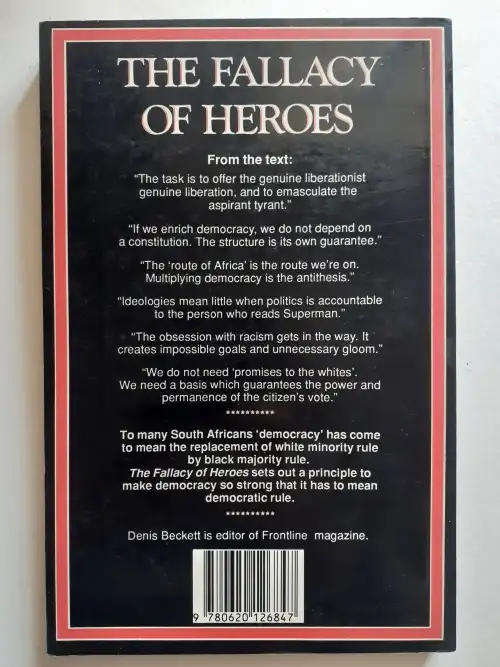 THE FALLACY
OF HEROES
From the text:
“The task is to offer the genuine liberationist
genuine liberation, and to emasculate the
aspirant tyrant.”
“If we enrich democracy, we do not depend on
a constitution. The structure is its own guarantee.”
“The ‘route of Africa’ is the route we’re on.
Multiplying democracy is the antithesis.”
“Ideologies mean little when politics is accountable
to the person who reads Superman.”
“The obsession with racism gets in the way. It
creates impossible goals and unnecessary gloom.”
“We do not need ‘promises to the whites’.
We need a basis which guarantees the power and
permanence of the citizen’s vote.”
**********
To many South Africans ‘democracy’ has come
to mean the replacement of white minority rule
by black majority rule.
The Fallacy of Heroes sets out a principle to
make democracy so strong that it has to mean
democratic rule.
**********
Denis Beckett is editor of Frontline magazine.
9 780620 126847